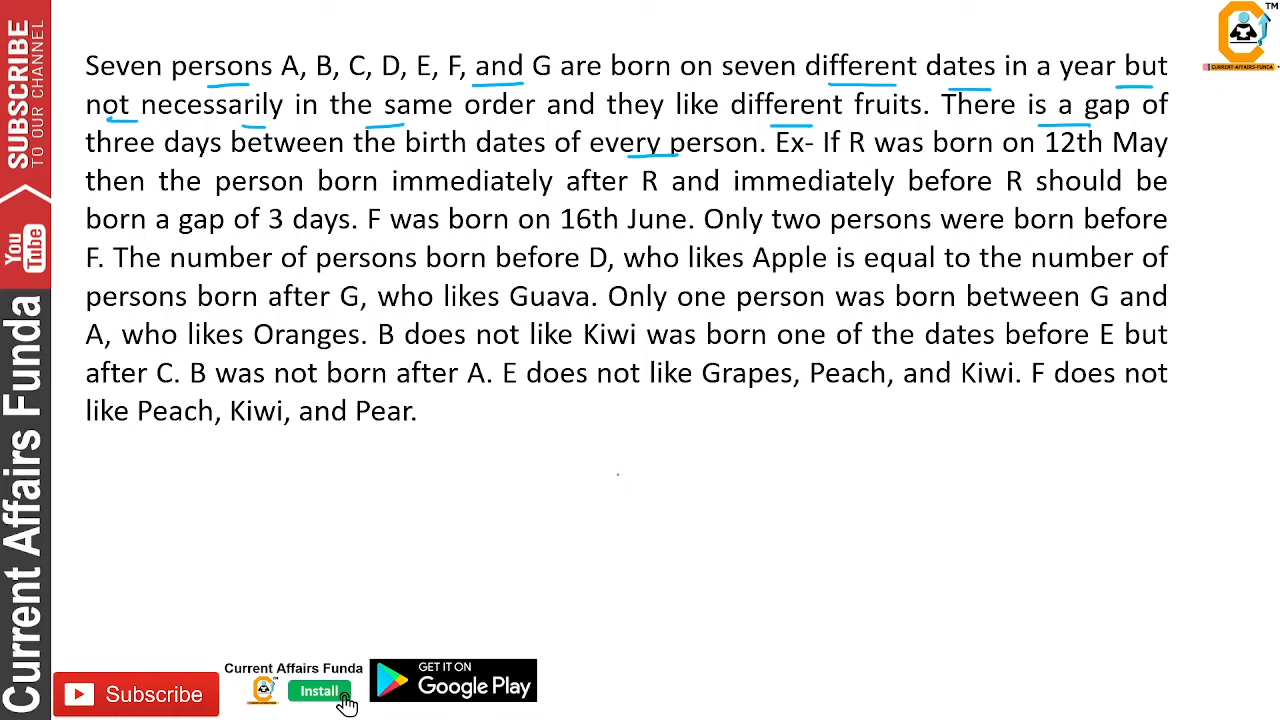 SUBSCRIBE
TO OUR CHANNEL
You
Tube
Current Affairs Funda
TM
CURRENT-AFFAIRS-FUNDA
Seven persons A, B, C, D, E, F, and G are born on seven different dates in a year but
not necessarily in the same order and they like different fruits. There is a gap of
three days between the birth dates of every person. Ex- If R was born on 12th May
then the person born immediately after R and immediately before R should be
born a gap of 3 days. F was born on 16th June. Only two persons were born before
F. The number of persons born before D, who likes Apple is equal to the number of
persons born after G, who likes Guava. Only one person was born between G and
A, who likes Oranges. B does not like Kiwi was born one of the dates before E but
after C. B was not born after A. E does not like Grapes, Peach, and Kiwi. F does not
like Peach, Kiwi, and Pear.
Subscribe
Current Affairs Funda
Install
GET IT ON
Google Play